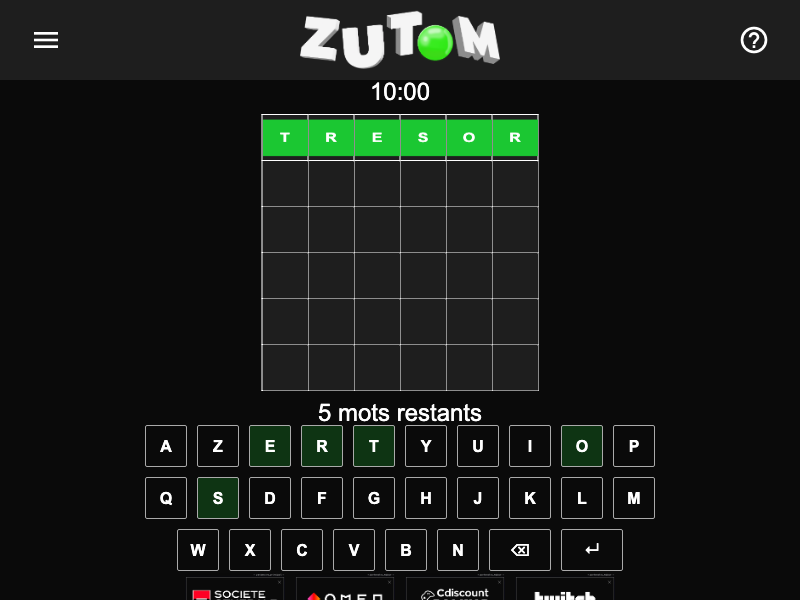 ZUTOM
10:00
T R E S O R
5 mots restants
A Z E R T Y U I O P
Q S D F G H J K L M
W X C V B N
SOCIETE
OMEN
Cdiscount
twitch